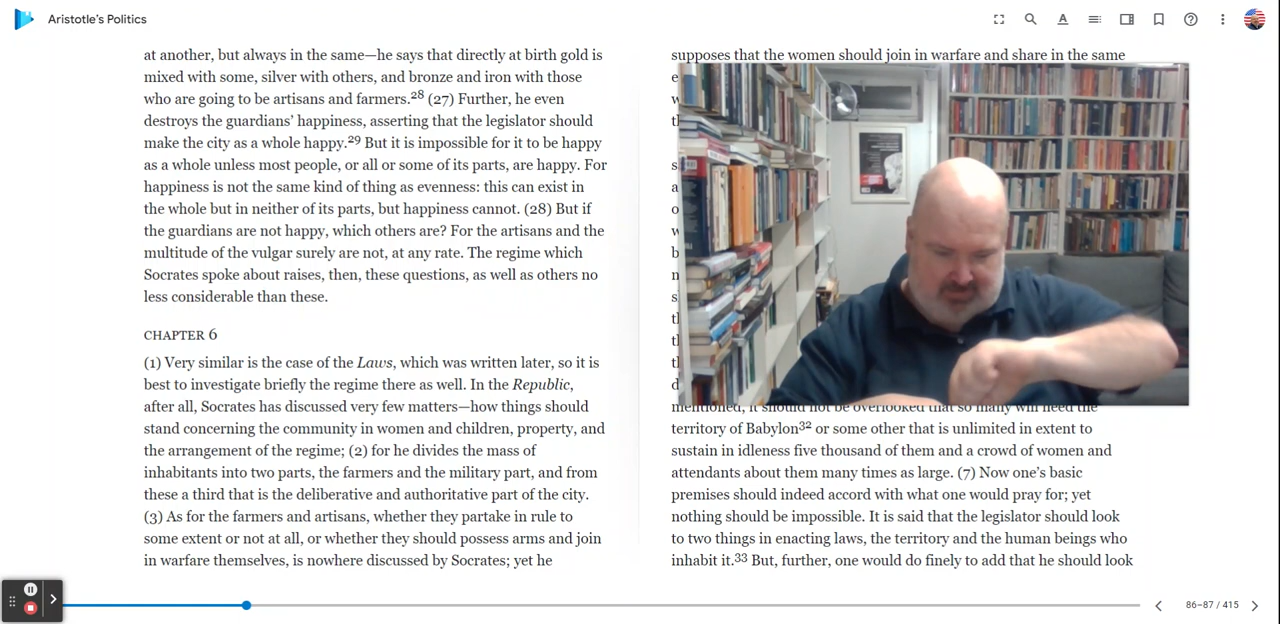 Aristotle's Politics
at another, but always in the same—he says that directly at birth gold is
mixed with some, silver with others, and bronze and iron with those
who are going to be artisans and farmers.28 (27) Further, he even
destroys the guardians' happiness, asserting that the legislator should
make the city as a whole happy.29 But it is impossible for it to be happy
as a whole unless most people, or all or some of its parts, are happy. For
happiness is not the same kind of thing as evenness: this can exist in
the whole but in neither of its parts, but happiness cannot. (28) But if
the guardians are not happy, which others are? For the artisans and the
multitude of the vulgar surely are not, at any rate. The regime which
Socrates spoke about raises, then, these questions, as well as others no
less considerable than these.
CHAPTER 6
(1) Very similar is the case of the Laws, which was written later, so it is
best to investigate briefly the regime there as well. In the Republic,
after all, Socrates has discussed very few matters—how things should
stand concerning the community in women and children, property, and
the arrangement of the regime; (2) for he divides the mass of
inhabitants into two parts, the farmers and the military part, and from
these a third that is the deliberative and authoritative part of the city.
(3) As for the farmers and artisans, whether they partake in rule to
some extent or not at all, or whether they should possess arms and join
in warfare themselves, is nowhere discussed by Socrates; yet he
supposes that the women should join in warfare and share in the same
mentioned, it should not be overlooked that so many will need the
territory of Babylon32 or some other that is unlimited in extent to
sustain in idleness five thousand of them and a crowd of women and
attendants about them many times as large. (7) Now one's basic
premises should indeed accord with what one would pray for; yet
nothing should be impossible. It is said that the legislator should look
to two things in enacting laws, the territory and the human beings who
inhabit it.33 But, further, one would do finely to add that he should look
86–87 / 415